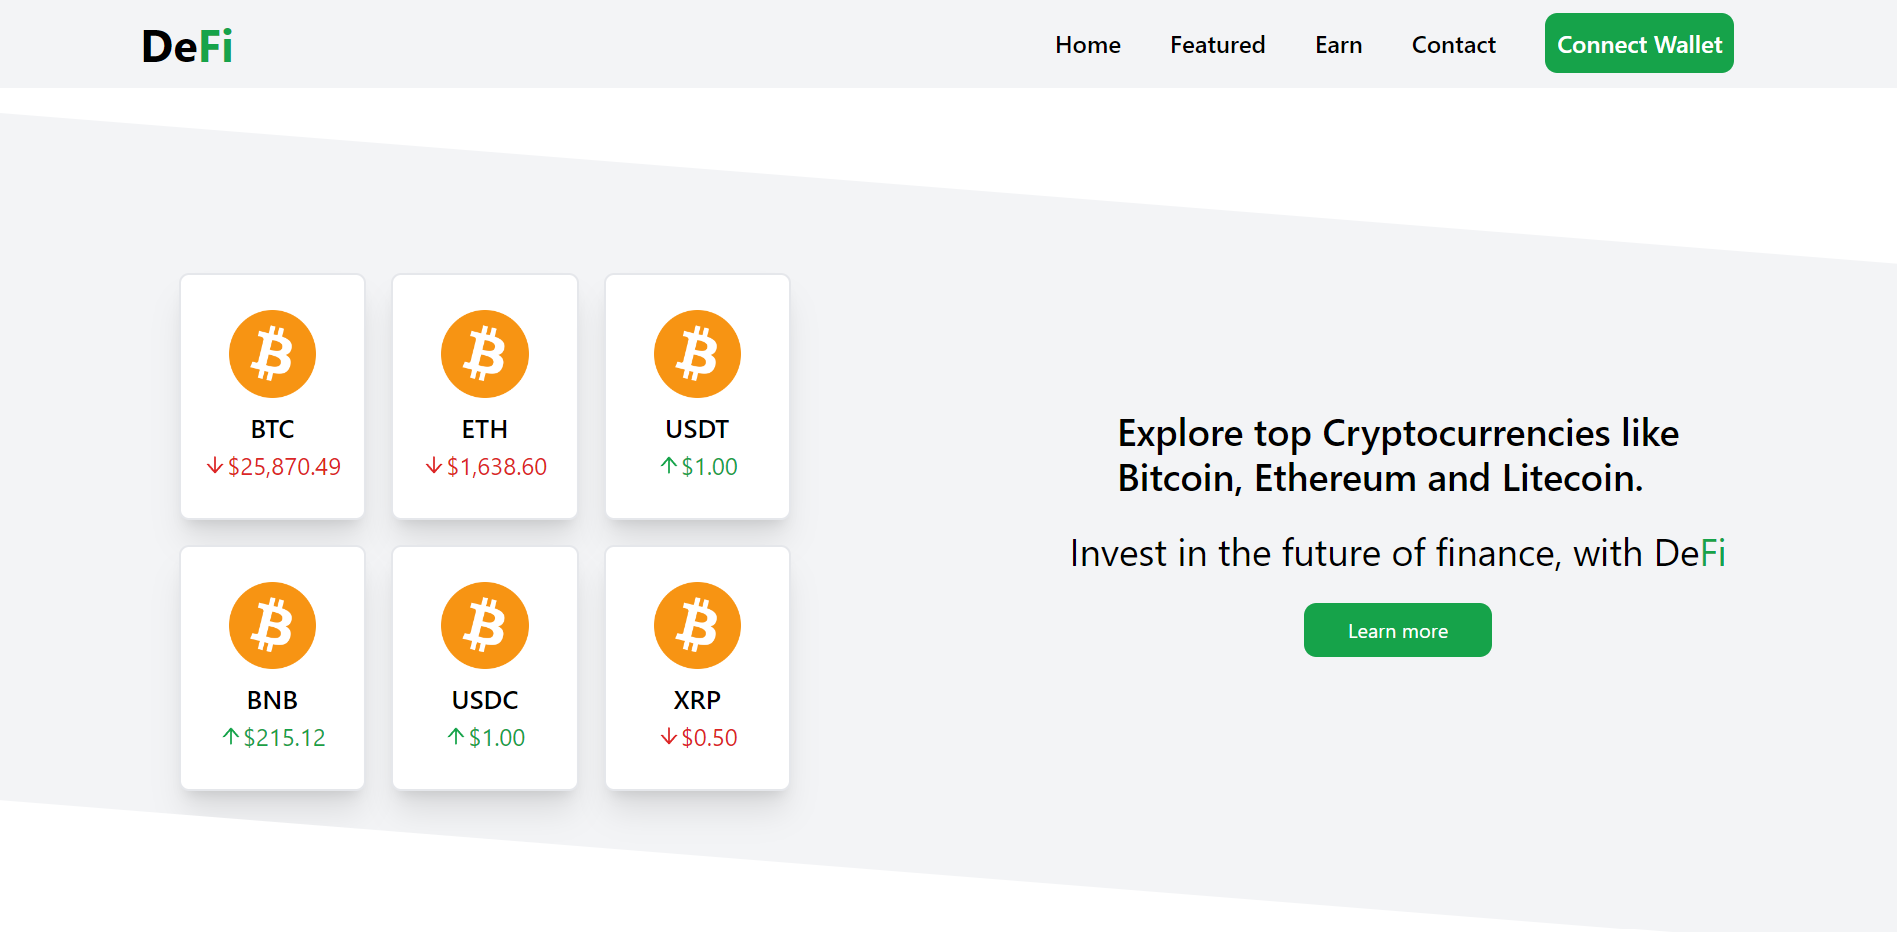 DeFi
Home Featured Earn Contact Connect Wallet
BTC
↓$25,870.49
ETH
↓$1,638.60
USDT
↑$1.00
BNB
↑$215.12
USDC
↑$1.00
XRP
↓$0.50
Explore top Cryptocurrencies like
Bitcoin, Ethereum and Litecoin.
Invest in the future of finance, with DeFi
Learn more